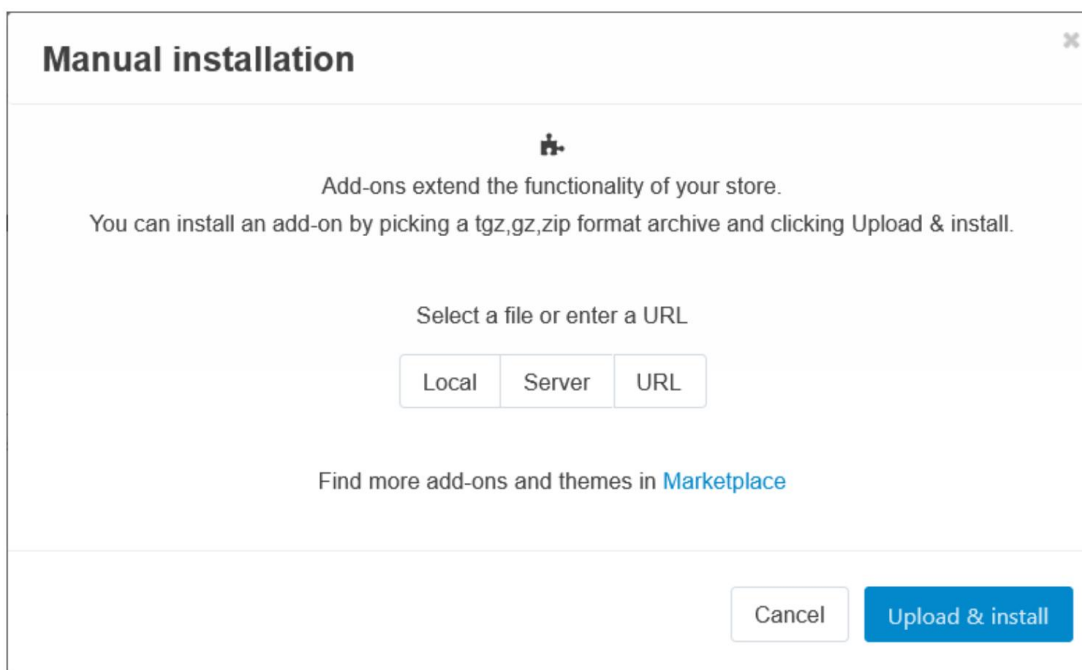 Manual installation
Add-ons extend the functionality of your store.
You can install an add-on by picking a tgz,gz,zip format archive and clicking Upload & install.
Select a file or enter a URL
Local Server URL
Find more add-ons and themes in Marketplace
Cancel Upload & install